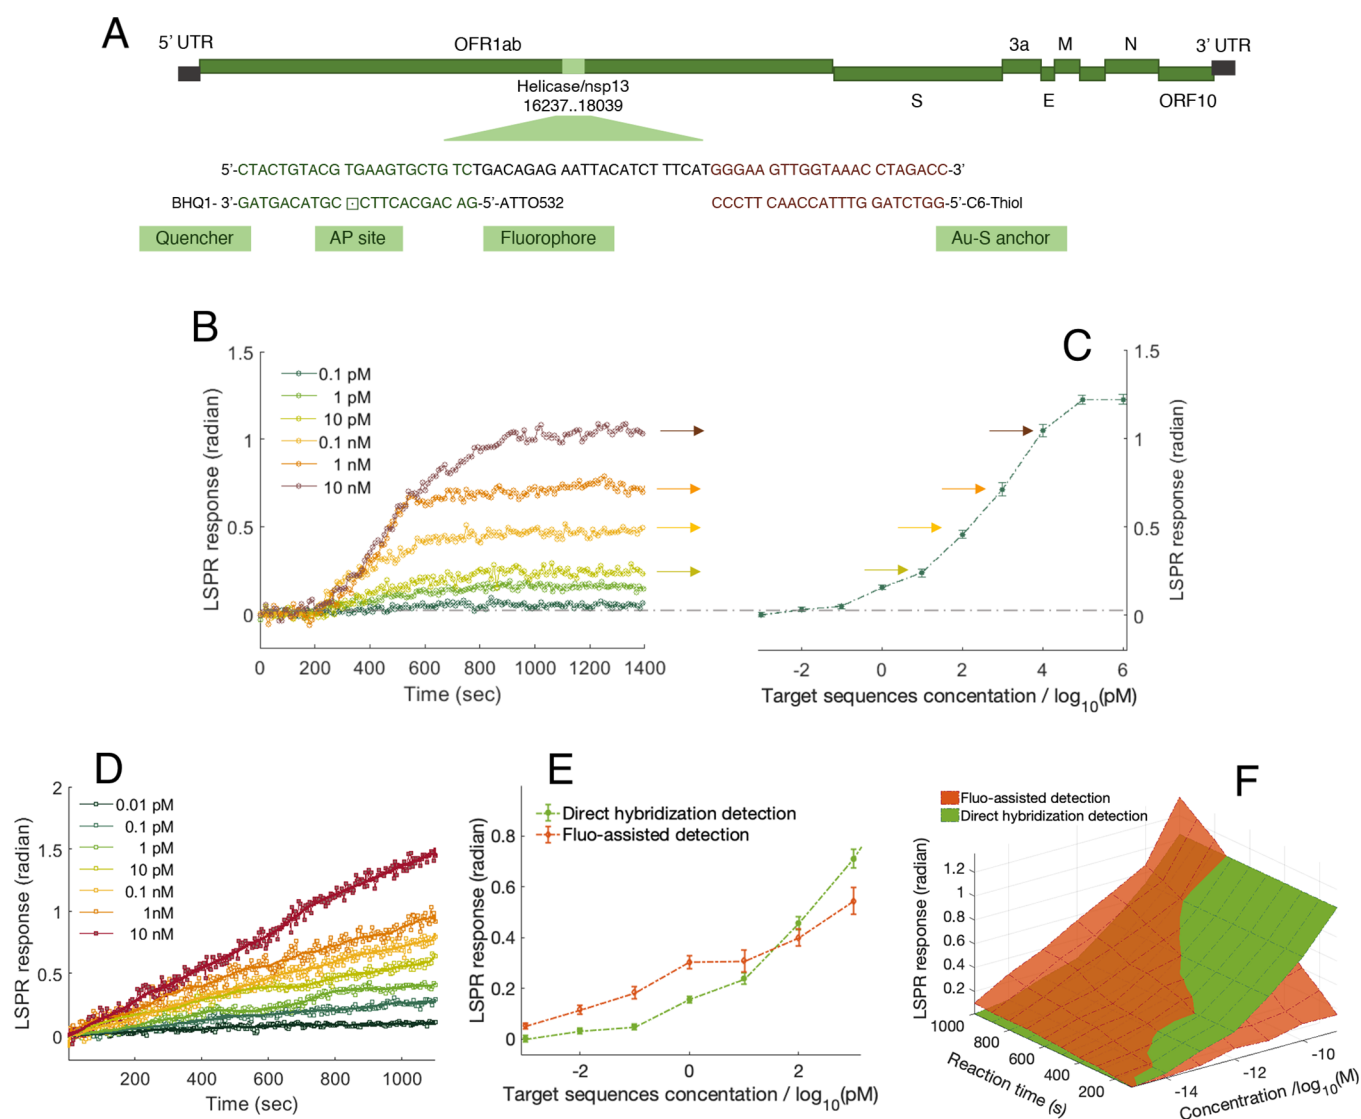 A
5' UTR
OFR1ab
3a
M
N
3' UTR
Helicase/nsp13
16237..18039
S
E
ORF10
5'-CTACTGTACG TGAAGTGCTG TCTGACAGAG AATTACATCT TTCATGGGAA GTTGGTAAAC CTAGACC-3'
BHQ1- 3'-GATGACATGC ⊡CTTCACGAC AG-5'-ATTO532
CCCTT CAACCATTTG GATCTGG-5'-C6-Thiol
Quencher
AP site
Fluorophore
Au-S anchor
B
LSPR response (radian)
1.5
1
0.5
0
0.1 pM
1 pM
10 pM
0.1 nM
1 nM
10 nM
0 200 400 600 800 1000 1200 1400
Time (sec)
C
1.5
1
0.5
0
LSPR response (radian)
-2 0 2 4 6
Target sequences concentation / log10(pM)
D
LSPR response (radian)
2
1.5
1
0.5
0
0.01 pM
0.1 pM
1 pM
10 pM
0.1 nM
1nM
10 nM
200 400 600 800 1000
Time (sec)
E
LSPR response (radian)
0.8
0.6
0.4
0.2
0
Direct hybridization detection
Fluo-assisted detection
-2 0 2
Target sequences concentation / log10(pM)
F
Fluo-assisted detection
Direct hybridization detection
LSPR response (radian)
1.2
1
0.8
0.6
0.4
0.2
1000
800
600
400
200
Reaction time (s)
-14
-12
-10
Concentration /log10(M)